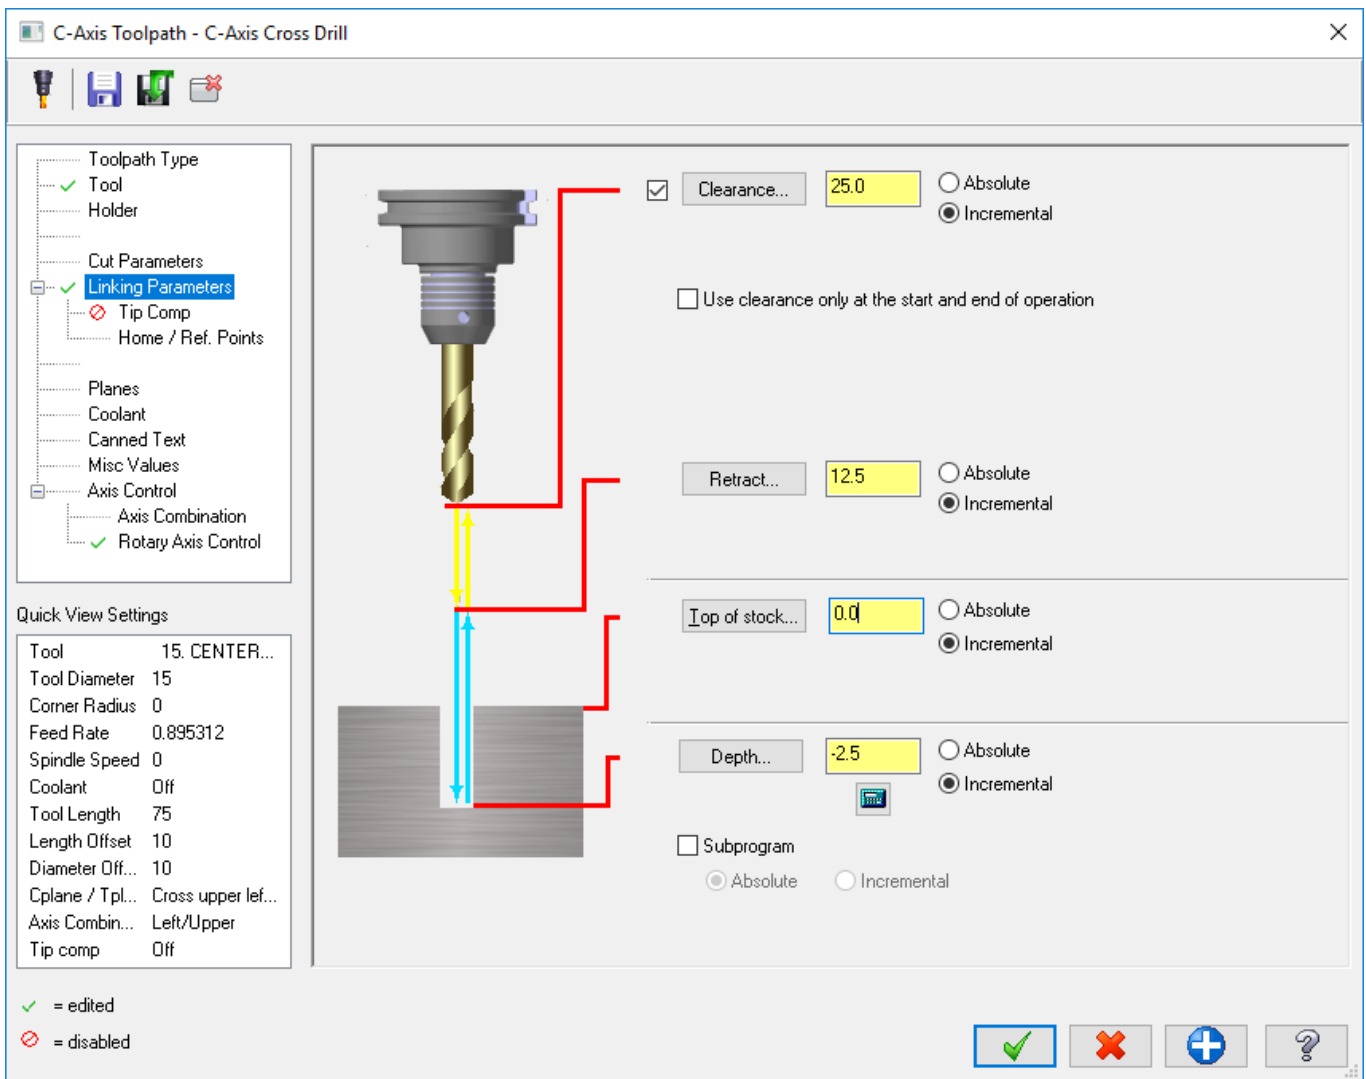 C-Axis Toolpath - C-Axis Cross Drill
Toolpath Type
Tool
Holder
Cut Parameters
Linking Parameters
Tip Comp
Home / Ref. Points
Planes
Coolant
Canned Text
Misc Values
Axis Control
Axis Combination
Rotary Axis Control
Quick View Settings
Tool 15. CENTER...
Tool Diameter 15
Corner Radius 0
Feed Rate 0.895312
Spindle Speed 0
Coolant Off
Tool Length 75
Length Offset 10
Diameter Off... 10
Cplane / Tpl... Cross upper lef...
Axis Combin... Left/Upper
Tip comp Off
= edited
= disabled
Clearance... 25.0 Absolute
Incremental
Use clearance only at the start and end of operation
Retract... 12.5 Absolute
Incremental
Top of stock... 0.0 Absolute
Incremental
Depth... -2.5 Absolute
Incremental
Subprogram
Absolute Incremental